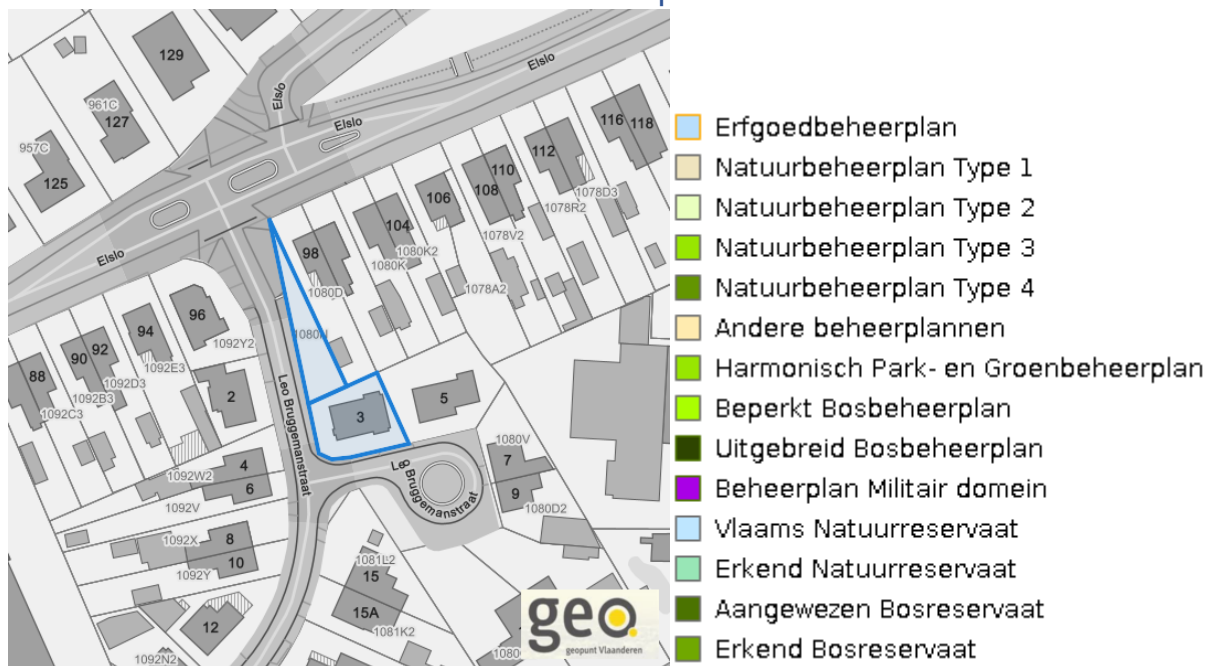 129
961C
127
957C
125
Elslo
Elslo
Elslo
Elslo
116
118
112
110
108
1078D3
1078R2
106
104
1078V2
98
1080K2
1080K
1080D
1078A2
96
94
1092Y2
92
90
1092E3
88
1092D3
1092B3
1092C3
2
Leo Bruggemanstraat
3
5
Leo Bruggemanstraat
1080V
7
9
1080D2
4
6
1092W2
1092V
8
1092X
10
1092Y
1081L2
15
15A
1081K2
12
1092N2
geo.
geopunt Vlaanderen
Erfgoedbeheerplan
Natuurbeheerplan Type 1
Natuurbeheerplan Type 2
Natuurbeheerplan Type 3
Natuurbeheerplan Type 4
Andere beheerplannen
Harmonisch Park- en Groenbeheerplan
Beperkt Bosbeheerplan
Uitgebreid Bosbeheerplan
Beheerplan Militair domein
Vlaams Natuurreservaat
Erkend Natuurreservaat
Aangewezen Bosreservaat
Erkend Bosreservaat